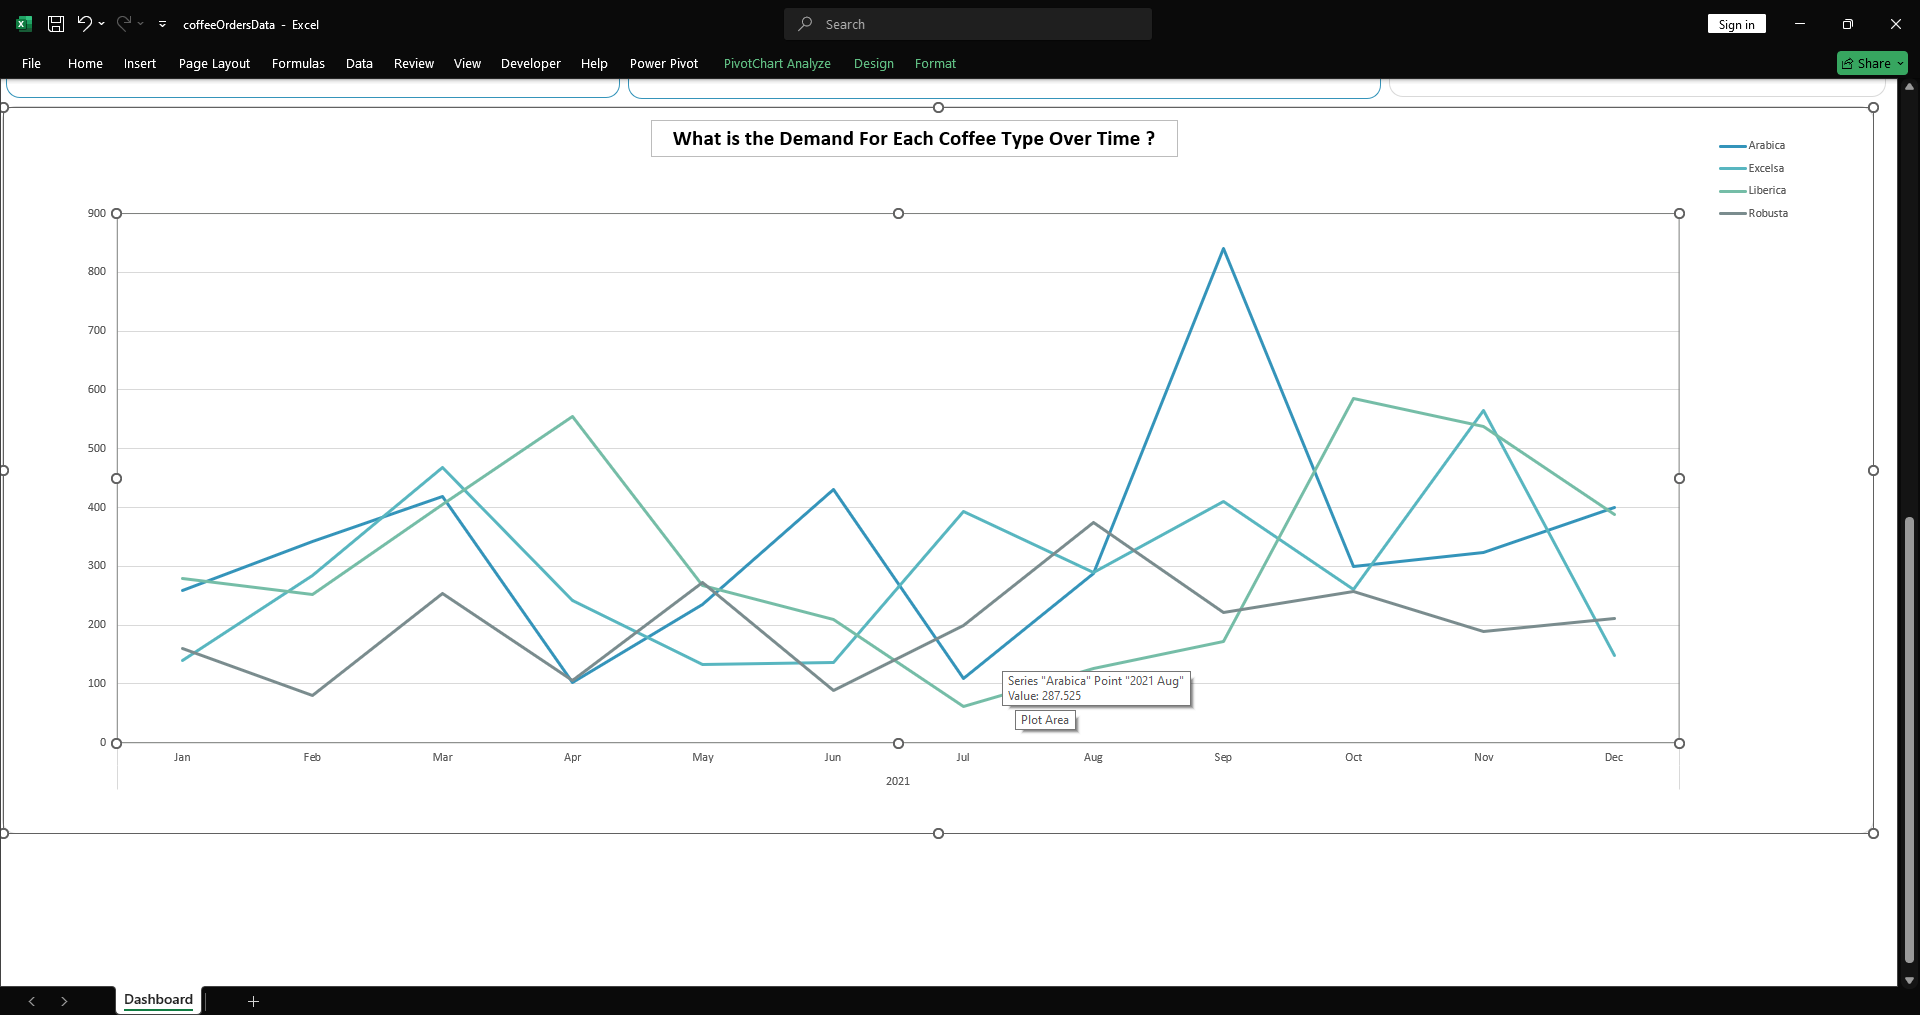 coffeeOrdersData - Excel
Search
Sign in
File Home Insert Page Layout Formulas Data Review View Developer Help Power Pivot PivotChart Analyze Design Format Share
What is the Demand For Each Coffee Type Over Time ?
Arabica
Excelsa
Liberica
Robusta
900
800
700
600
500
400
300
200
100
0
Series "Arabica" Point "2021 Aug"
Value: 287.525
Plot Area
Jan Feb Mar Apr May Jun Jul Aug Sep Oct Nov Dec
2021
Dashboard